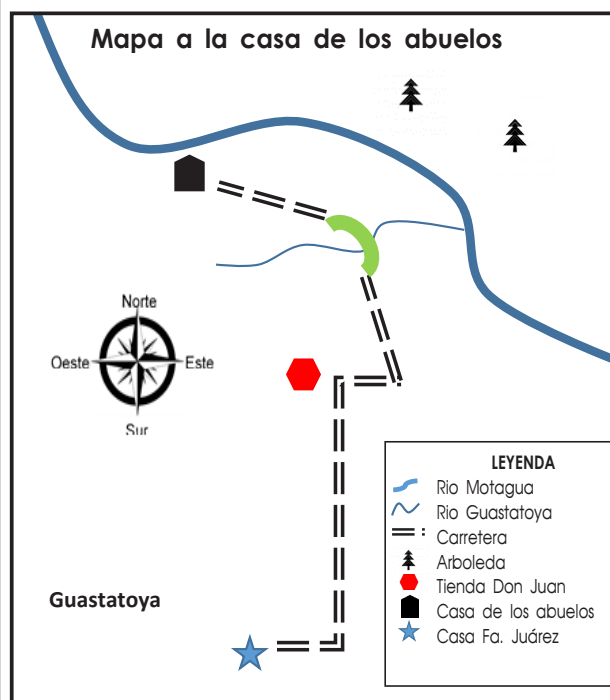 Mapa a la casa de los abuelos
Norte
Oeste
Este
Sur
LEYENDA
Rio Motagua
Rio Guastatoya
Carretera
Arboleda
Tienda Don Juan
Casa de los abuelos
Casa Fa. Juárez
Guastatoya